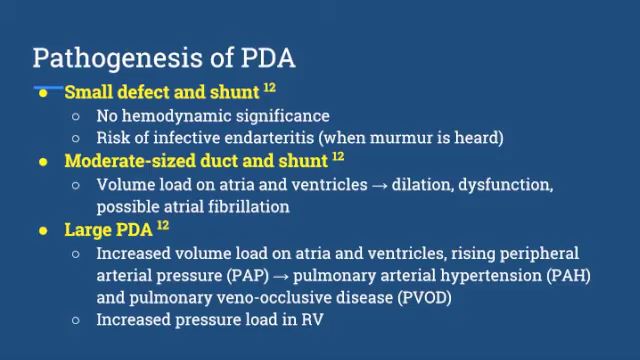 Pathogenesis of PDA
● Small defect and shunt 12
○ No hemodynamic significance
○ Risk of infective endarteritis (when murmur is heard)
● Moderate-sized duct and shunt 12
○ Volume load on atria and ventricles → dilation, dysfunction,
possible atrial fibrillation
● Large PDA 12
○ Increased volume load on atria and ventricles, rising peripheral
arterial pressure (PAP) → pulmonary arterial hypertension (PAH)
and pulmonary veno-occlusive disease (PVOD)
○ Increased pressure load in RV